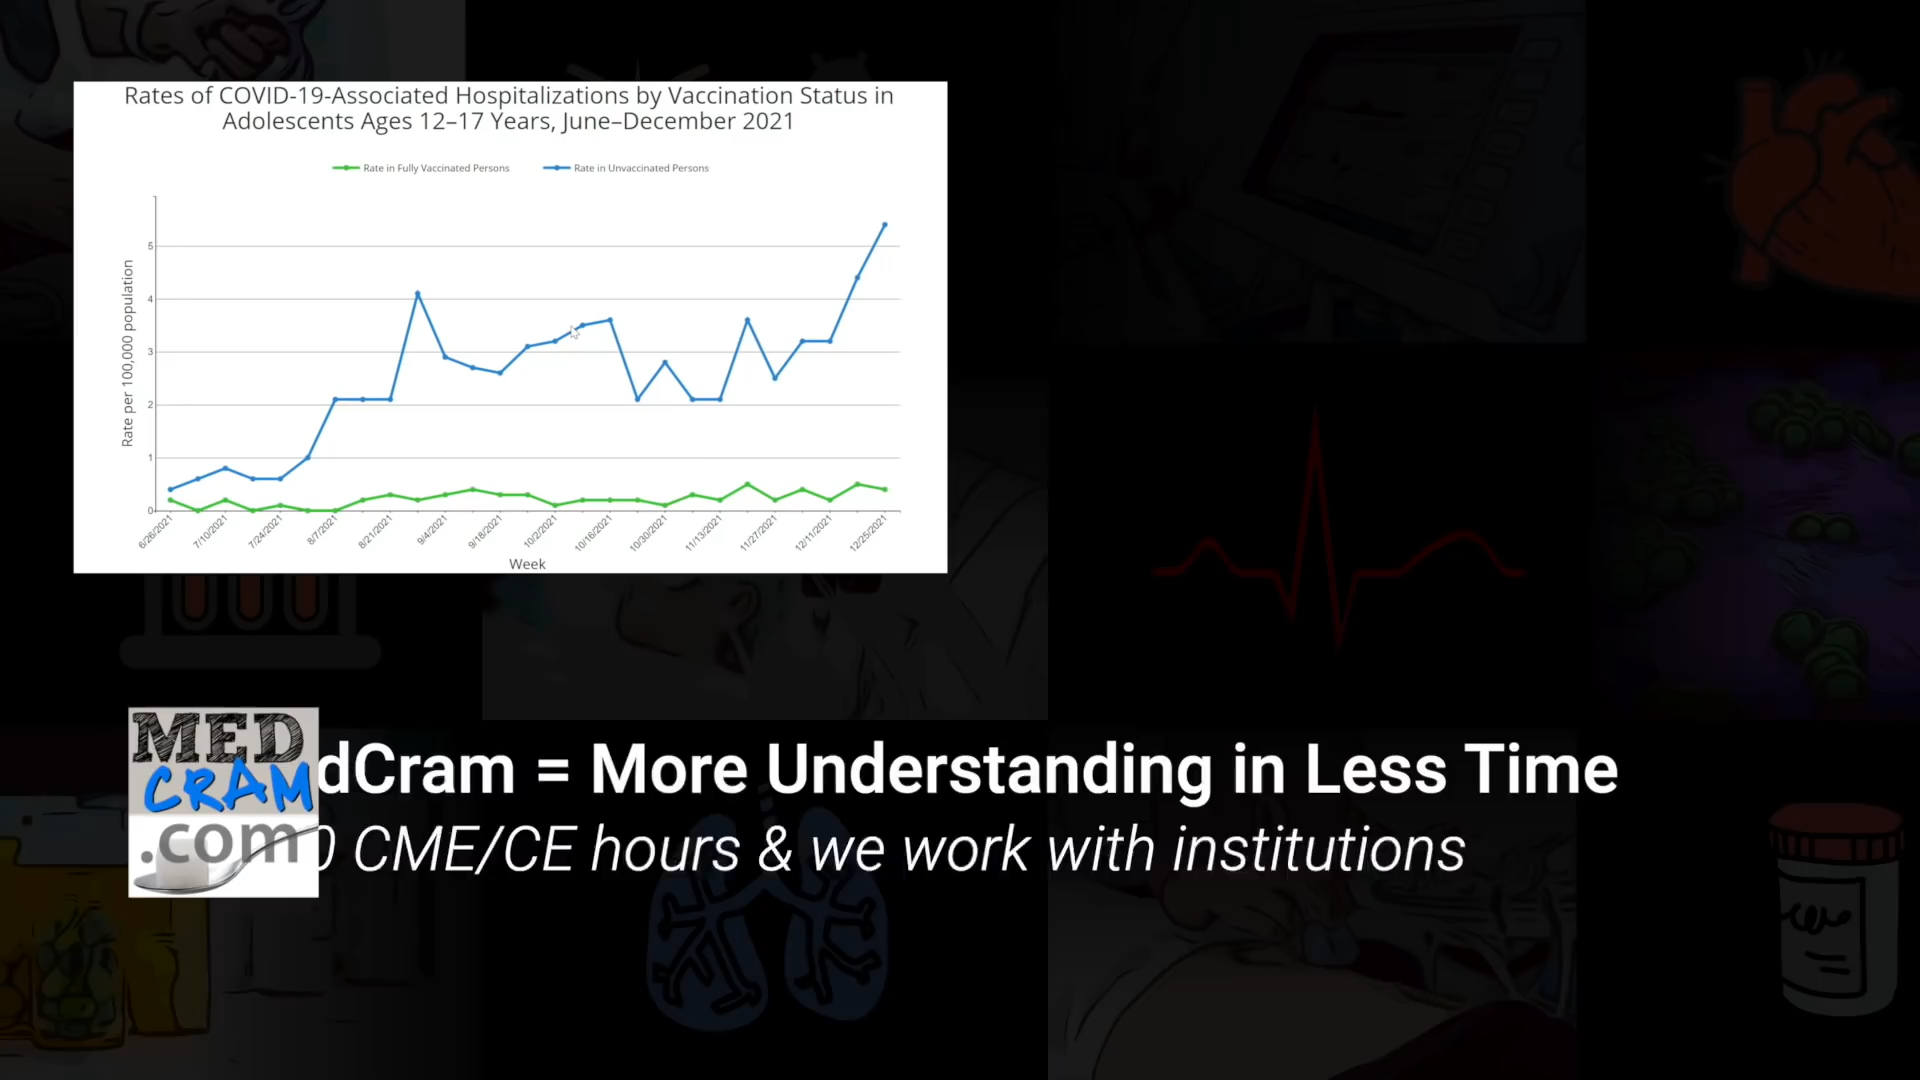 Rates of COVID-19-Associated Hospitalizations by Vaccination Status in
Adolescents Ages 12–17 Years, June–December 2021
Rate in Fully Vaccinated Persons
Rate in Unvaccinated Persons
Rate per 100,000 population
5
4
3
2
1
0
6/26/2021
7/10/2021
7/24/2021
8/7/2021
8/21/2021
9/4/2021
9/18/2021
10/2/2021
10/16/2021
10/30/2021
11/13/2021
11/27/2021
12/11/2021
12/25/2021
Week
MED
CRAM
.com
dCram = More Understanding in Less Time
0 CME/CE hours & we work with institutions